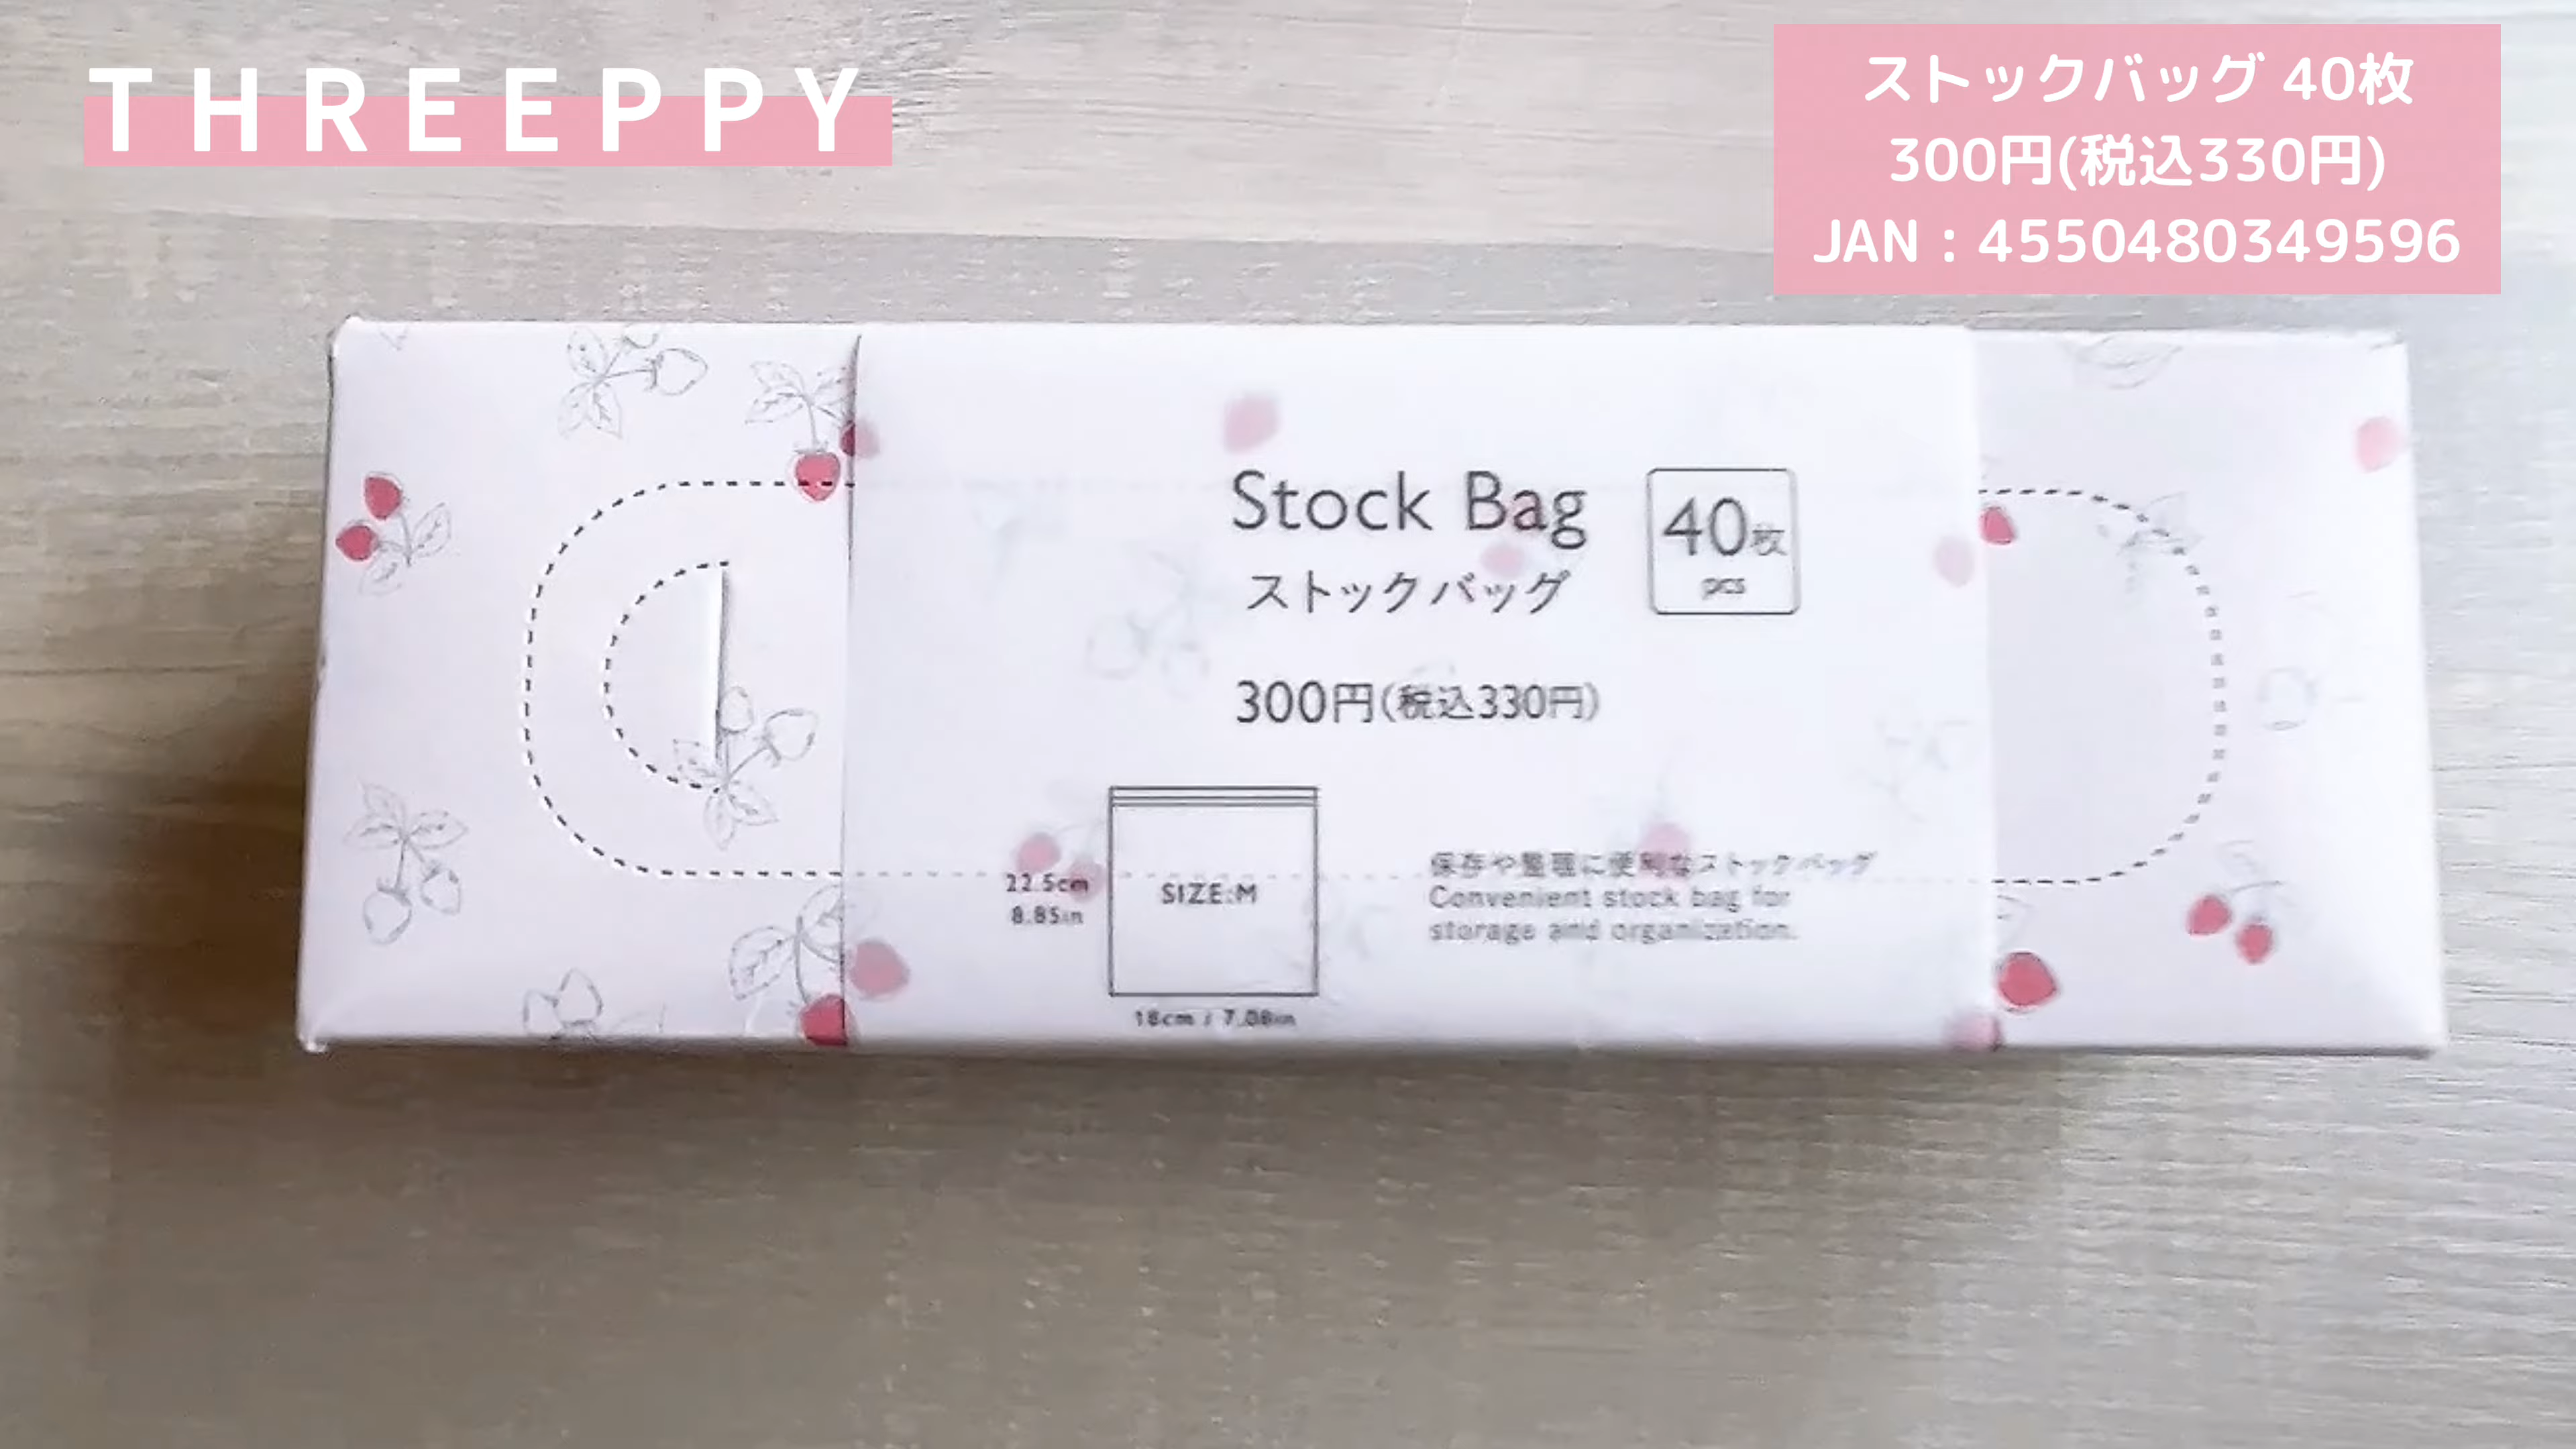 THREEPPY
ストックバッグ 40枚
300円(税込330円)
JAN : 4550480349596
Stock Bag
ストックバッグ
40枚
pcs
300円(税込330円)
22.5cm
8.85in
SIZE:M
18cm / 7.08in
保存や整理に便利なストックバッグ
Convenient stock bag for
storage and organization.